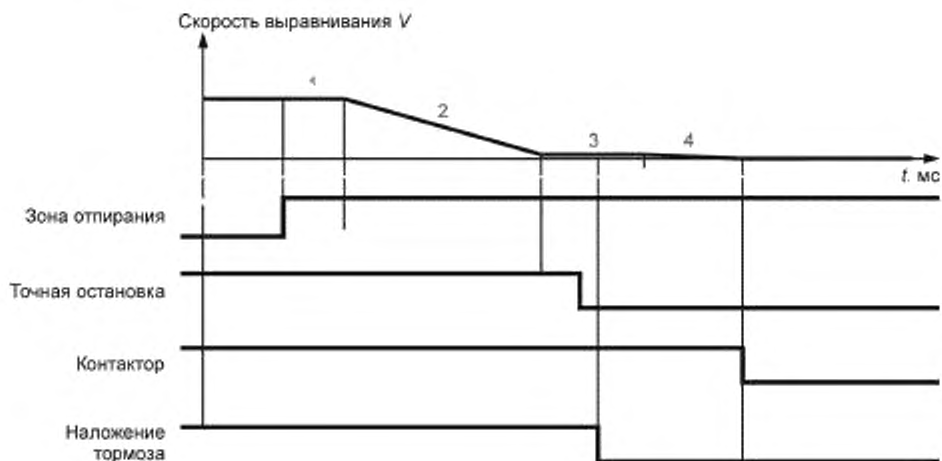 Скорость выравнивания V
2
3
4
t. мс
Зона отпирания
Точная остановка
Контактор
Наложение
тормоза